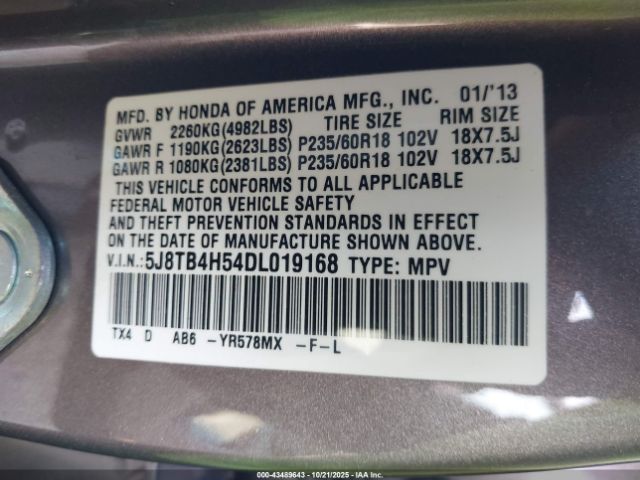 MFD. BY HONDA OF AMERICA MFG., INC. 01/'13
GVWR 2260KG(4982LBS) TIRE SIZE RIM SIZE
GAWR F 1190KG(2623LBS) P235/60R18 102V 18X7.5J
GAWR R 1080KG(2381LBS) P235/60R18 102V 18X7.5J
THIS VEHICLE CONFORMS TO ALL APPLICABLE
FEDERAL MOTOR VEHICLE SAFETY
AND THEFT PREVENTION STANDARDS IN EFFECT
ON THE DATE OF MANUFACTURE SHOWN ABOVE.
V.I.N.:5J8TB4H54DL019168 TYPE: MPV
TX4 D AB6 -YR578MX -F-L
000-43489643 - 10/21/2025 - IAA Inc.